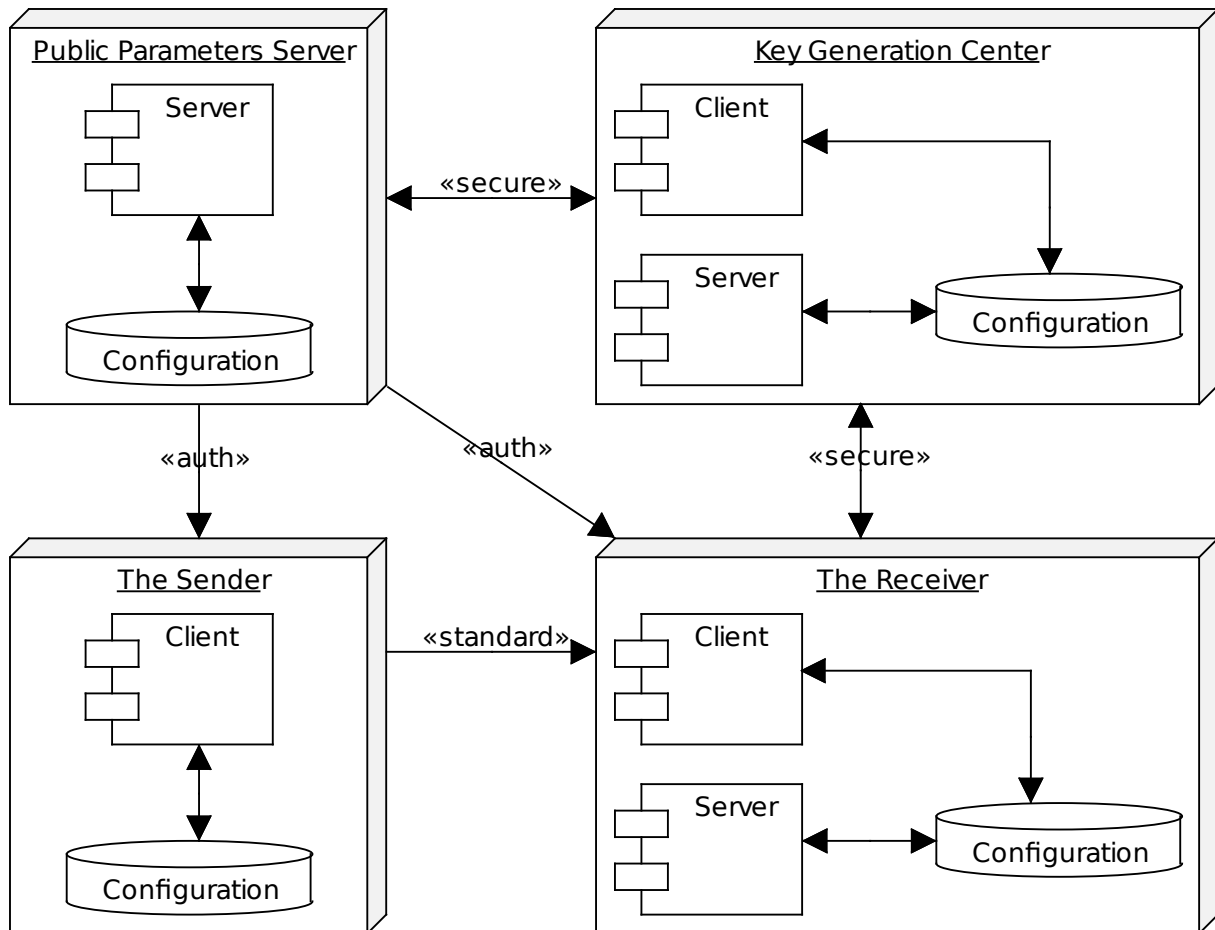 Public Parameters Server
Server
Configuration
«secure»
Key Generation Center
Client
Server
Configuration
«auth»
«auth»
«secure»
The Sender
Client
Configuration
«standard»
The Receiver
Client
Server
Configuration